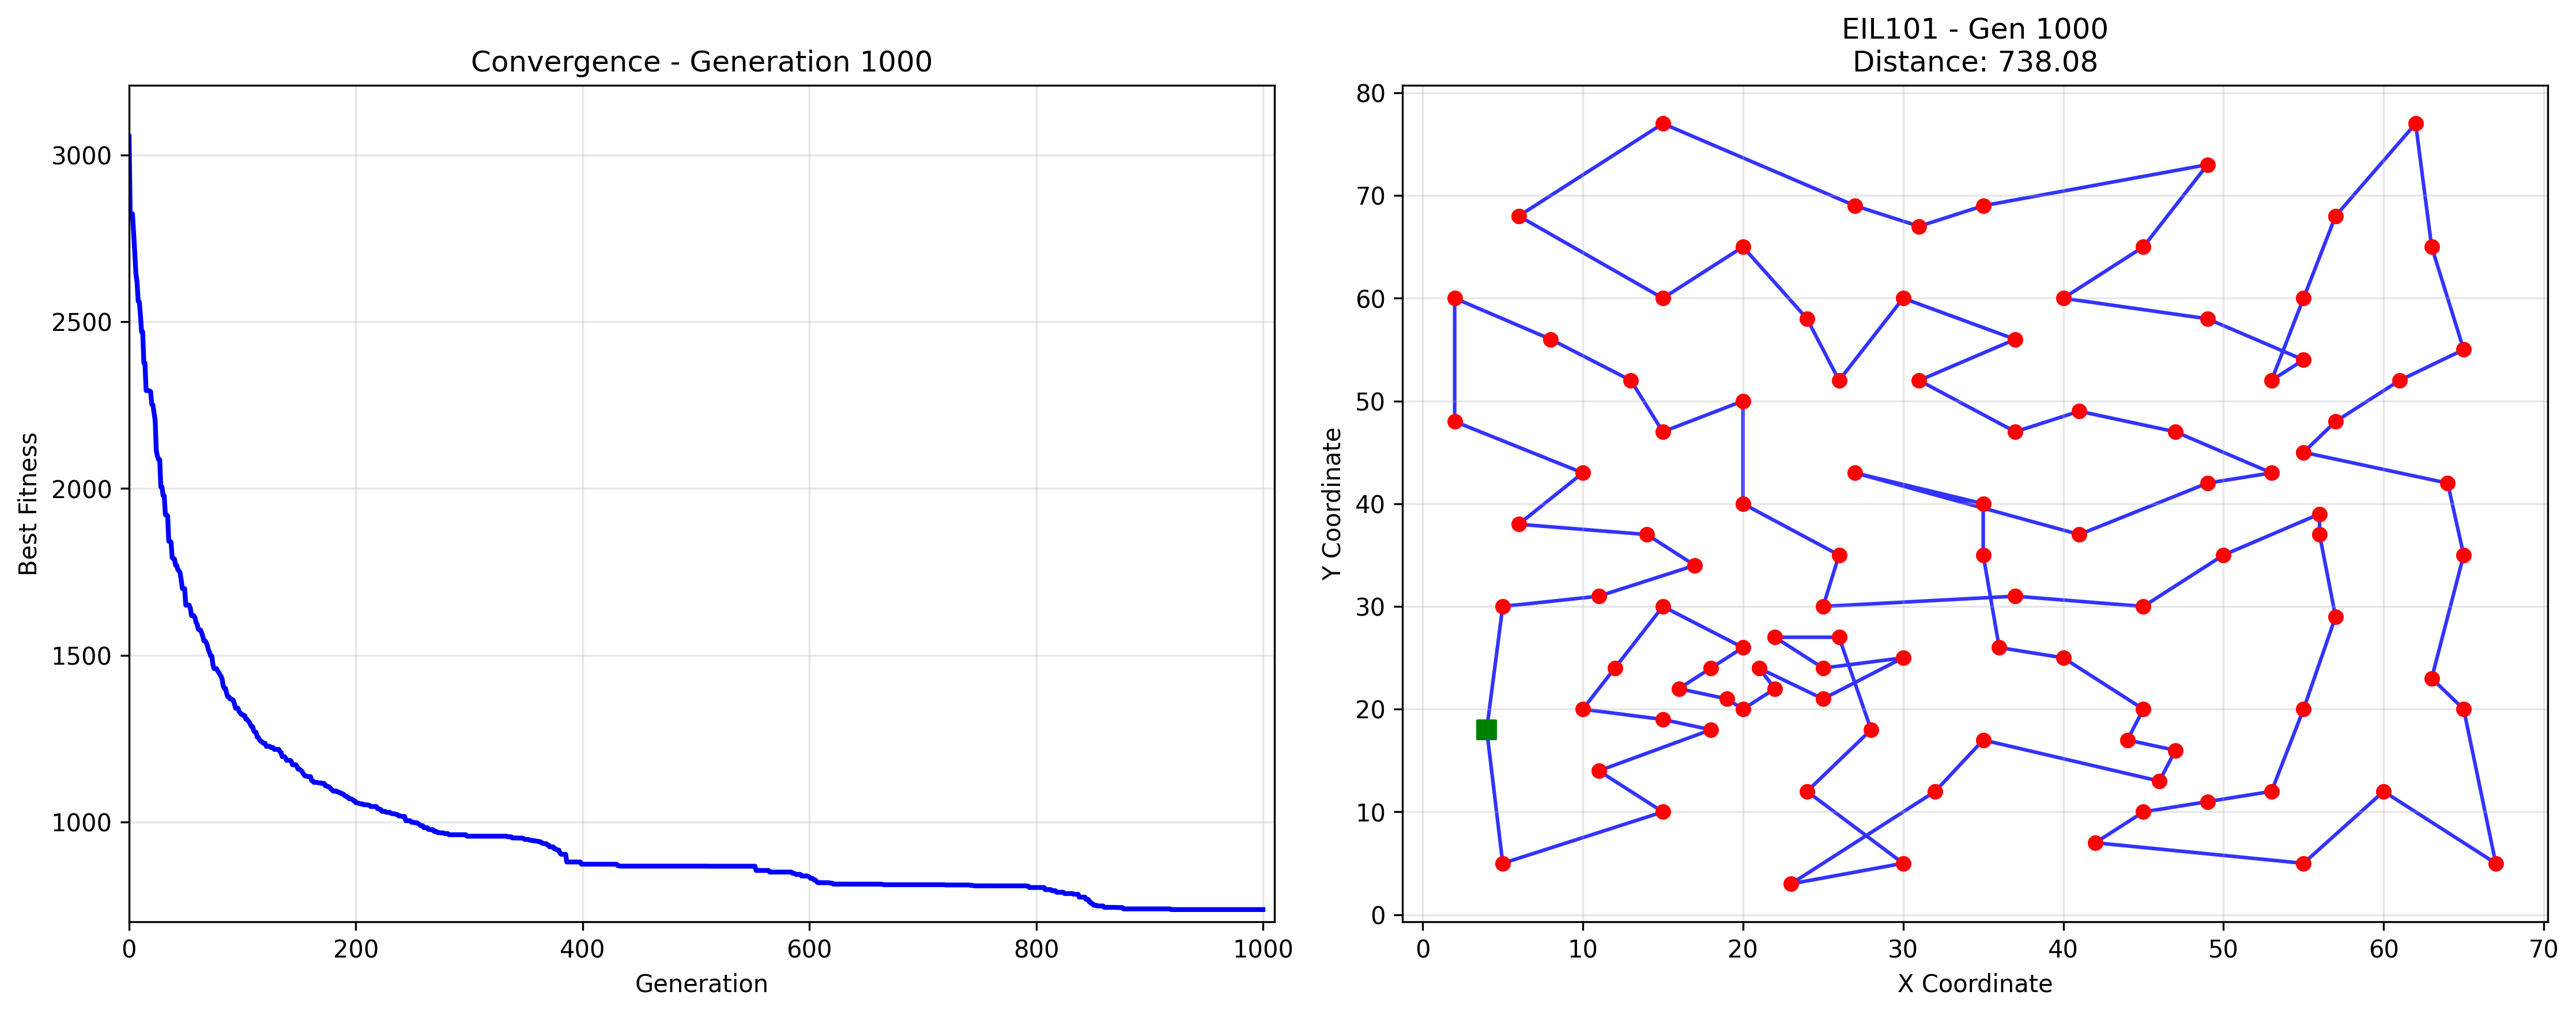 Convergence - Generation 1000
3000
2500
2000
1500
1000
Best Fitness
0 200 400 600 800 1000
Generation
EIL101 - Gen 1000
Distance: 738.08
80
70
60
50
40
30
20
10
0
Y Coordinate
0 10 20 30 40 50 60 70
X Coordinate